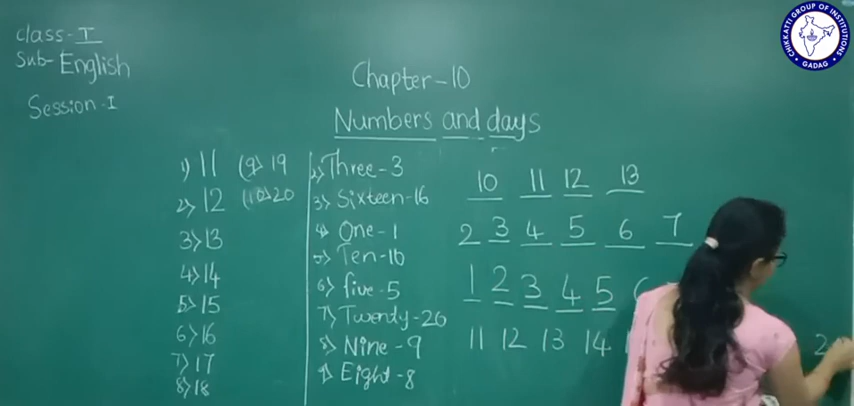 CHIKKATTI GROUP OF INSTITUTIONS
GADAG
class - I
sub- English
Session - I
Chapter-10
Numbers and days
1) 11
2) 12
3) 13
4) 14
5) 15
6) 16
7) 17
8) 18
(9) 19
(10) 20
2) Three-3
3) Sixteen-16
4) One-1
5) Ten-10
6) five-5
7) Twenty-20
8) Nine-9
9) Eight-8
10 11 12 13
2 3 4 5 6 7
1 2 3 4 5
11 12 13 14